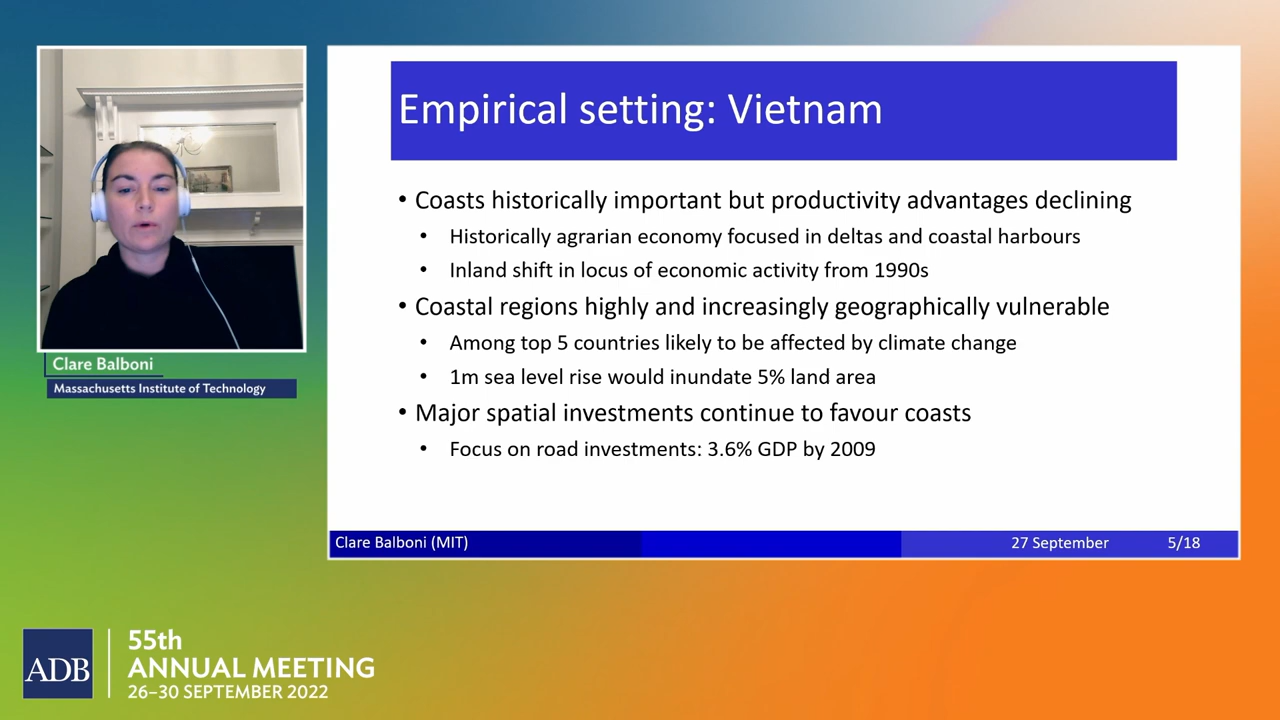 Empirical setting: Vietnam
• Coasts historically important but productivity advantages declining
• Historically agrarian economy focused in deltas and coastal harbours
• Inland shift in locus of economic activity from 1990s
• Coastal regions highly and increasingly geographically vulnerable
• Among top 5 countries likely to be affected by climate change
• 1m sea level rise would inundate 5% land area
• Major spatial investments continue to favour coasts
• Focus on road investments: 3.6% GDP by 2009
Clare Balboni (MIT) 27 September 5/18
Clare Balboni
Massachusetts Institute of Technology
ADB
55th
ANNUAL MEETING
26–30 SEPTEMBER 2022